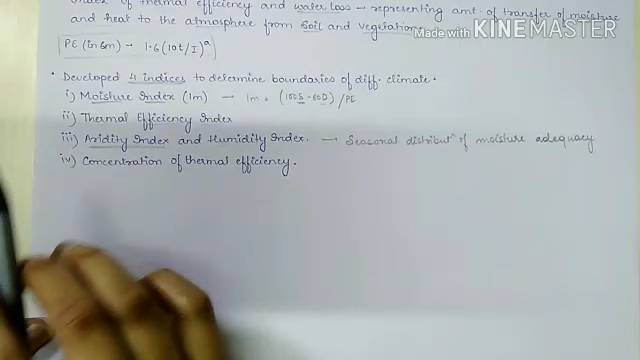 Index of thermal efficiency and water loss – representing amt. of transfer of moisture
and heat to the atmosphere from soil and vegetation.
Made with KINEMASTER
PE (in cm) – 1.6 (10t/I)ᵃ
• Developed 4 indices to determine boundaries of diff. climate.
i) Moisture Index (Im) → Im = (100S-60D)/PE
ii) Thermal Efficiency Index
iii) Aridity Index and Humidity Index. → Seasonal distributⁿ of moisture adequacy
iv) Concentration of thermal efficiency.